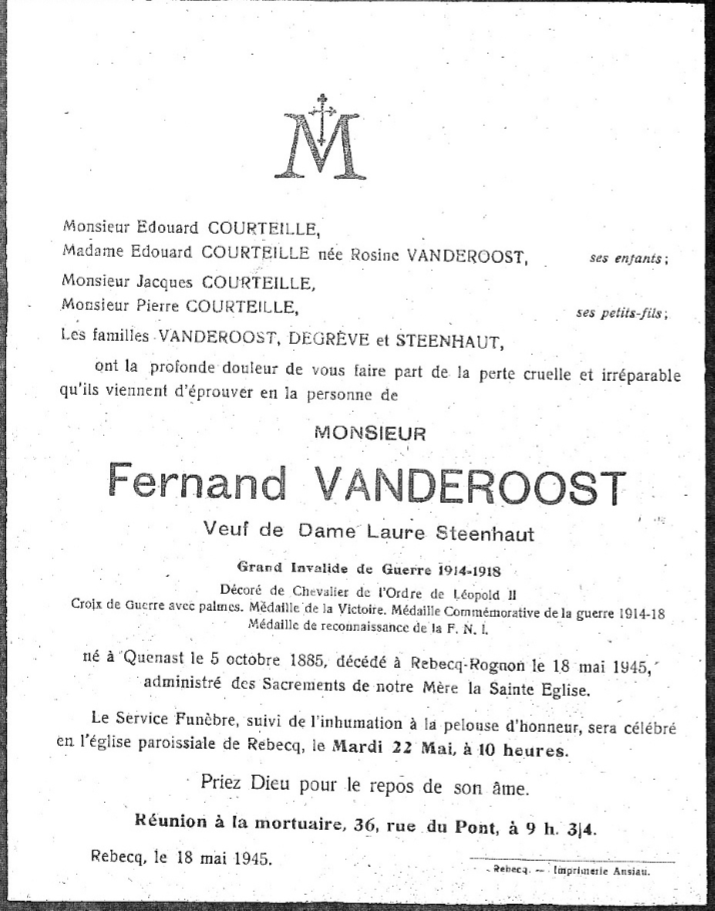 M
Monsieur Edouard COURTEILLE,
Madame Edouard COURTEILLE née Rosine VANDEROOST, ses enfants;
Monsieur Jacques COURTEILLE,
Monsieur Pierre COURTEILLE, ses petits-fils;
Les familles VANDEROOST, DEGRÈVE et STEENHAUT,
ont la profonde douleur de vous faire part de la perte cruelle et irréparable
qu'ils viennent d'éprouver en la personne de
MONSIEUR
Fernand VANDEROOST
Veuf de Dame Laure Steenhaut
Grand Invalide de Guerre 1914-1918
Décoré de Chevalier de l'Ordre de Léopold II
Croix de Guerre avec palmes. Médaille de la Victoire. Médaille Commémorative de la guerre 1914-18
Médaille de reconnaissance de la F. N. I.
né à Quenast le 5 octobre 1885, décédé à Rebecq-Rognon le 18 mai 1945,
administré des Sacrements de notre Mère la Sainte Eglise.
Le Service Funèbre, suivi de l'inhumation à la pelouse d'honneur, sera célébré
en l'église paroissiale de Rebecq, le Mardi 22 Mai, à 10 heures.
Priez Dieu pour le repos de son âme.
Réunion à la mortuaire, 36, rue du Pont, à 9 h. 3/4.
Rebecq, le 18 mai 1945.
Rebecq. — Imprimerie Ansiau.